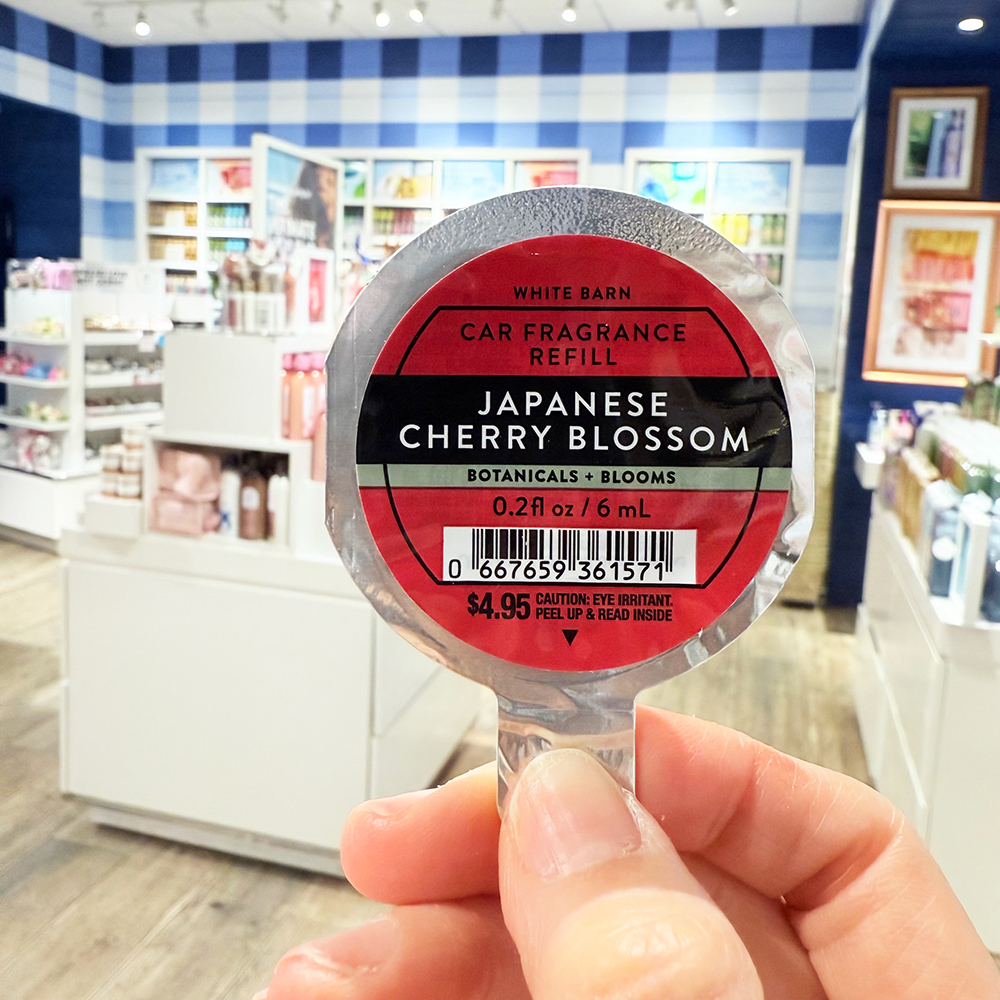 WHITE BARN
CAR FRAGRANCE
REFILL
JAPANESE
CHERRY BLOSSOM
BOTANICALS + BLOOMS
0.2fl oz / 6 mL
0 667659 361571
$4.95 CAUTION: EYE IRRITANT.
PEEL UP & READ INSIDE